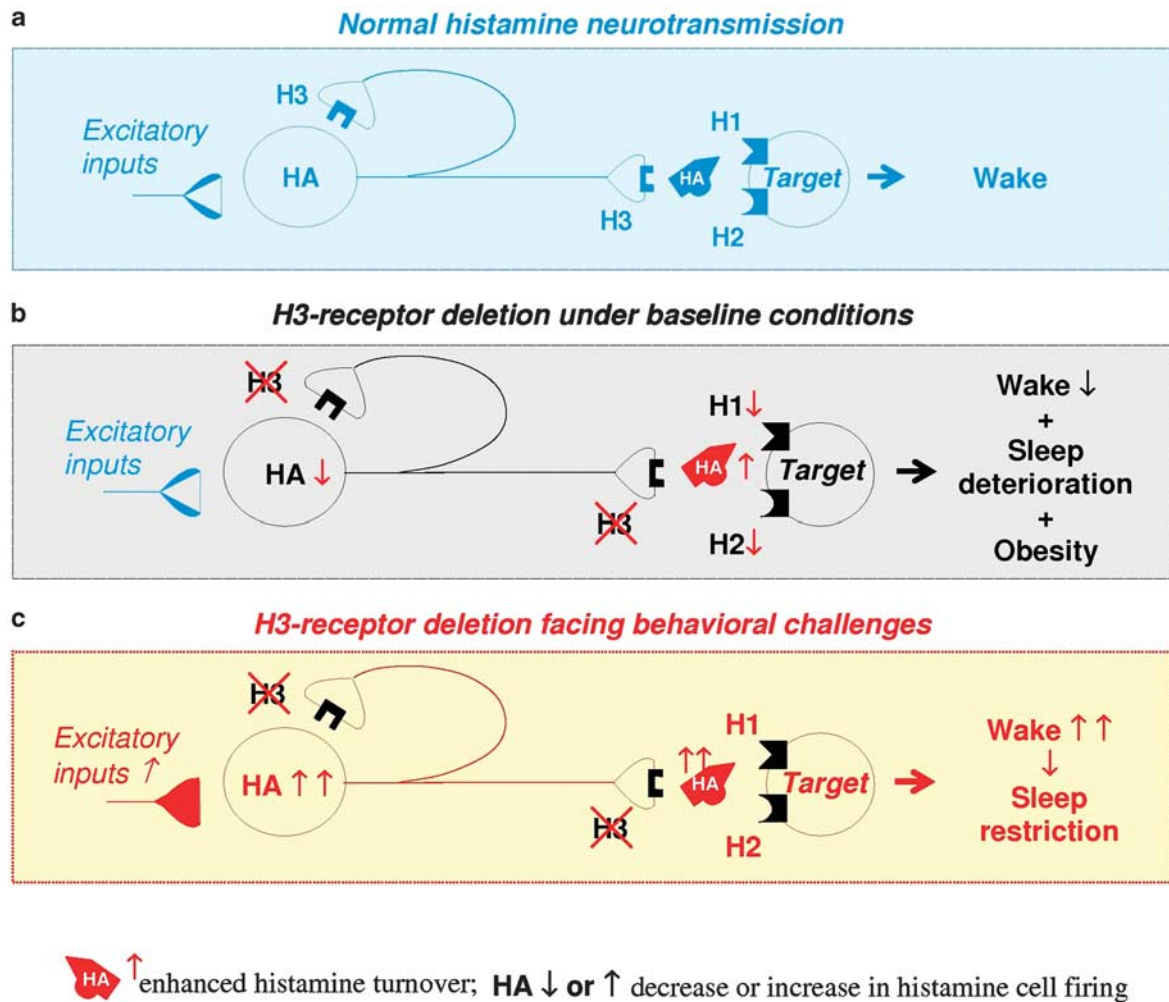 a
Normal histamine neurotransmission
H3
Excitatory
inputs
HA
H3
HA
H1
H2
Target
→ Wake
b
H3-receptor deletion under baseline conditions
H3
Excitatory
inputs
HA ↓
H3
HA ↑
H1↓
H2↓
Target
→
Wake ↓
+
Sleep
deterioration
+
Obesity
c
H3-receptor deletion facing behavioral challenges
H3
Excitatory
inputs ↑
HA ↑↑
H3
↑↑
HA
H1
H2
Target
→
Wake ↑↑
↓
Sleep
restriction
HA ↑ enhanced histamine turnover; HA ↓ or ↑ decrease or increase in histamine cell firing